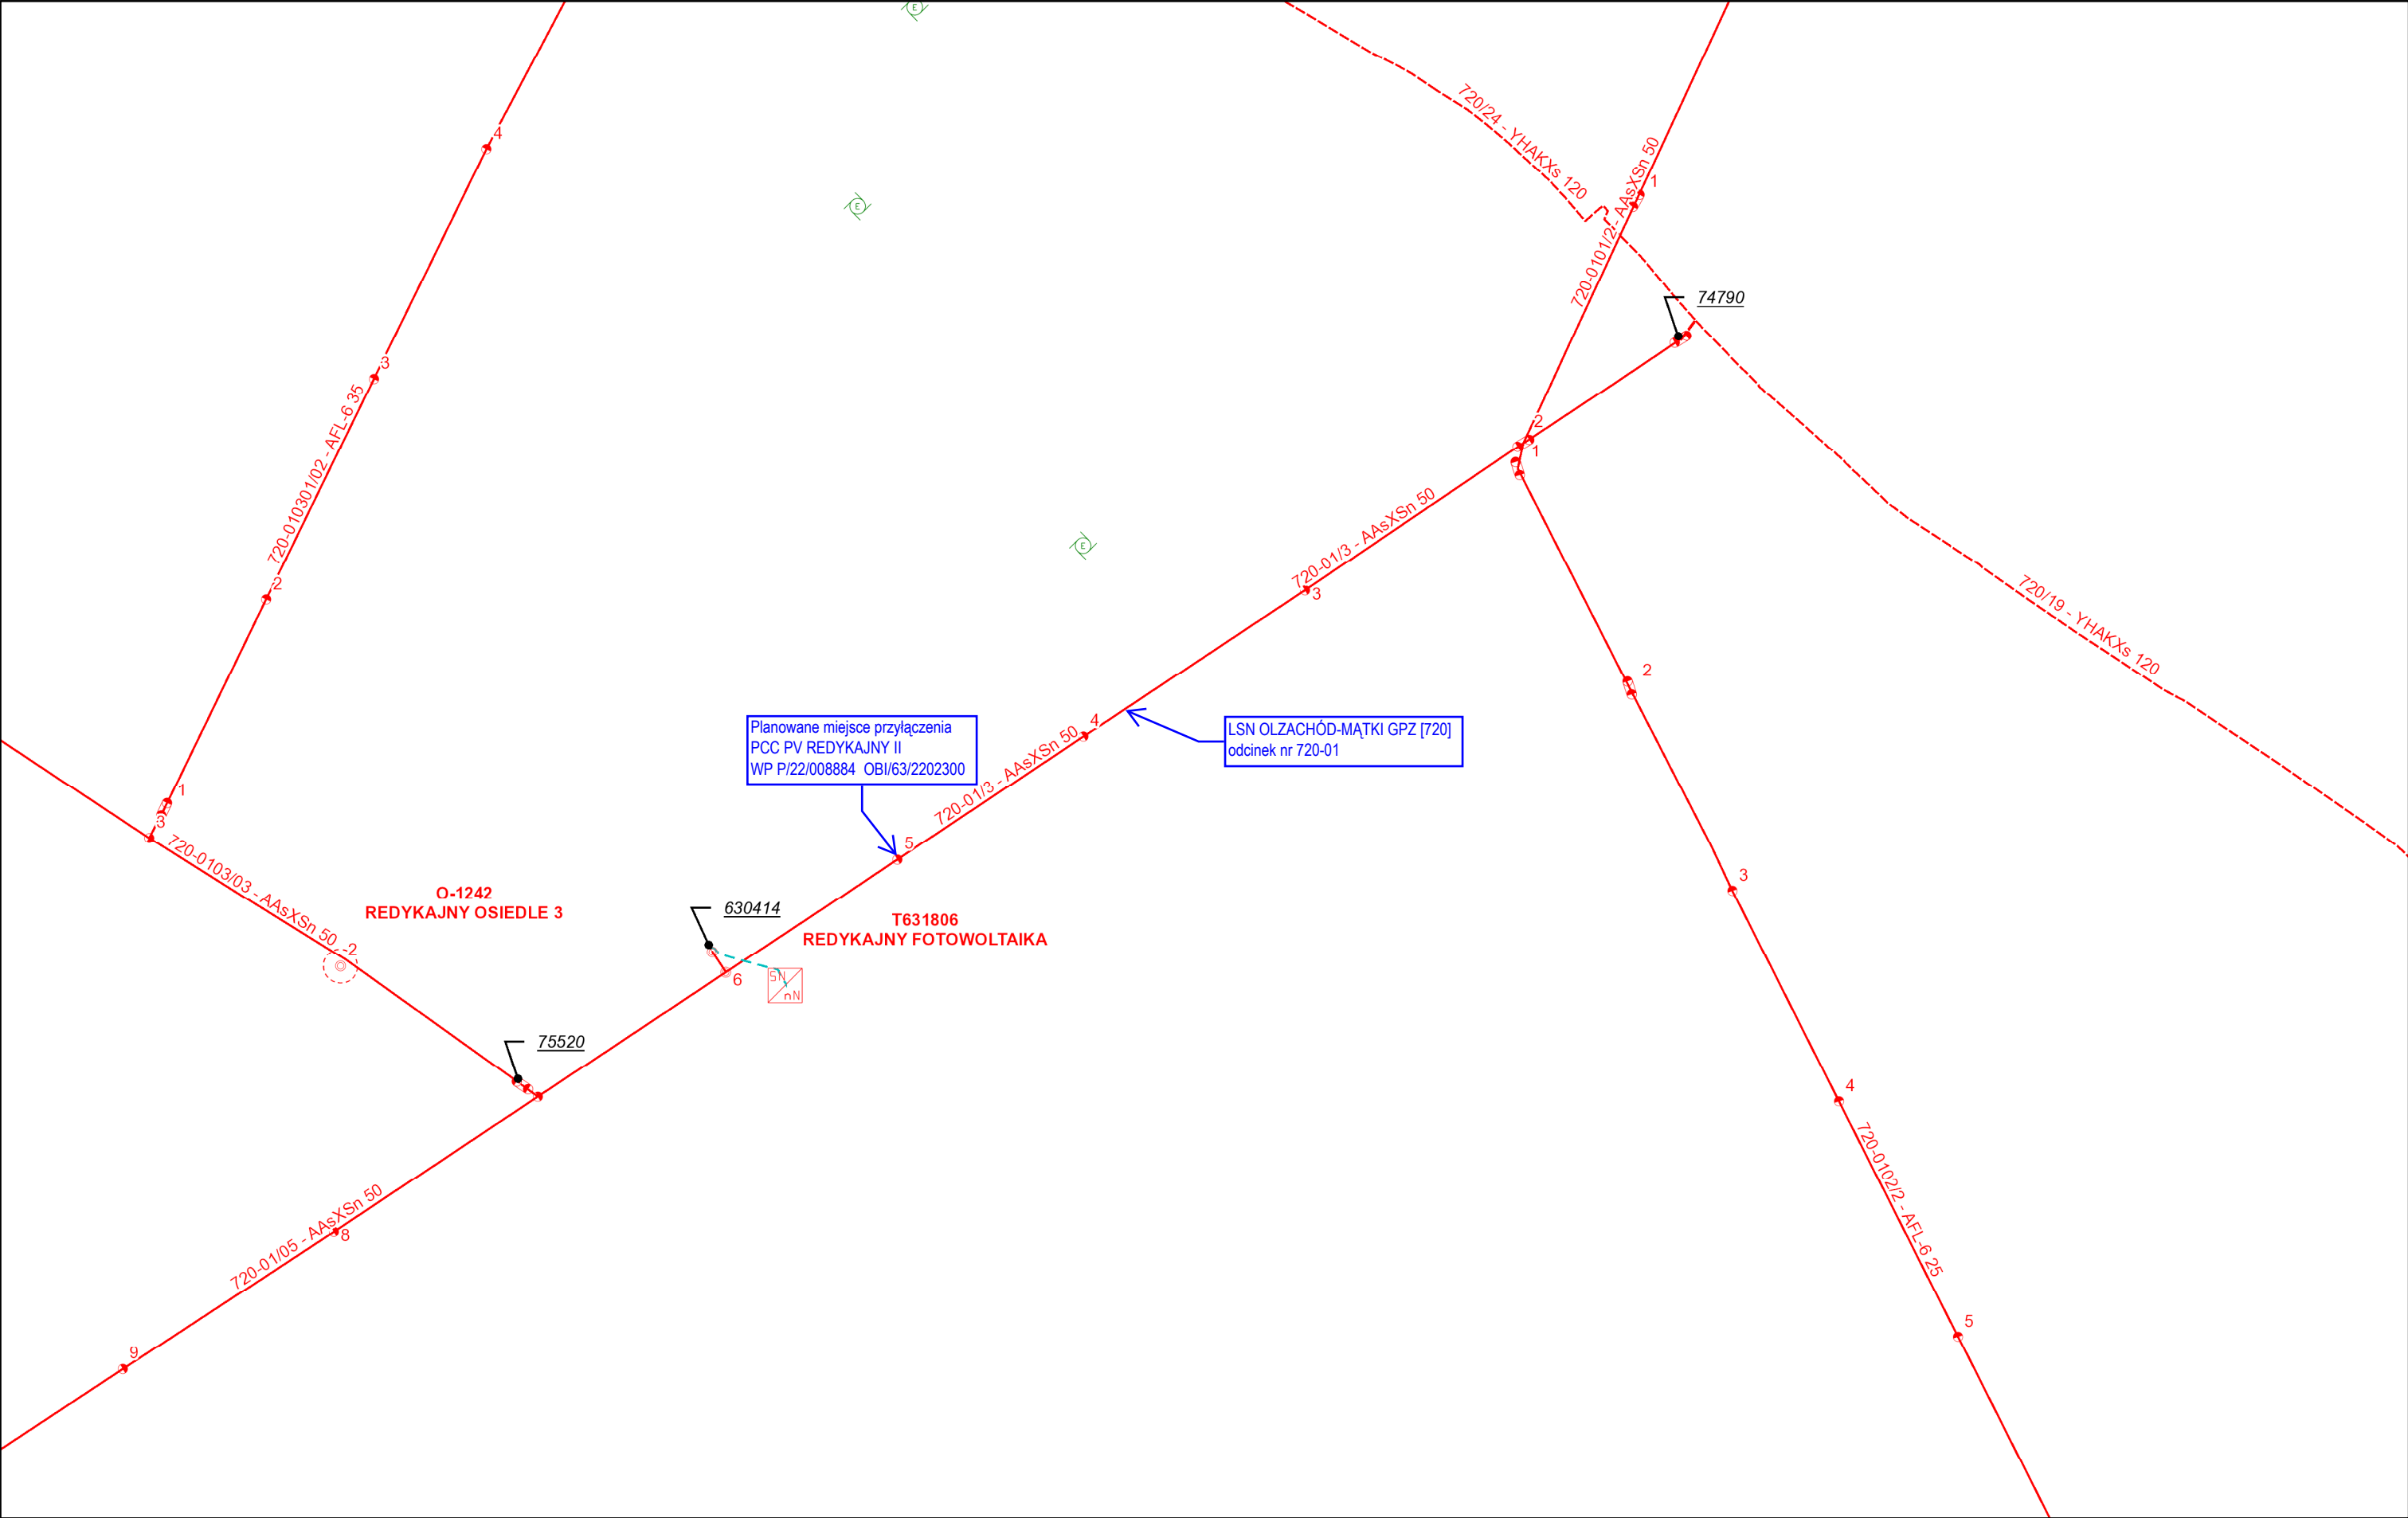 E
4
720/24 - YHAKXs 120
720-0101/2 - AAsXSn 50
1
E
74790
3
720-010301/02 - AFL-6 35
2
1
720-01/3 - AAsXSn 50
E
2
3
720/19 - YHAKXs 120
2
Planowane miejsce przyłączenia
PCC PV REDYKAJNY II
WP P/22/008884 OBI/63/2202300
4
LSN OLZACHÓD-MĄTKI GPZ [720]
odcinek nr 720-01
720-01/3 - AAsXSn 50
1
3
5
720-0103/03 - AAsXSn 50
3
O-1242
REDYKAJNY OSIEDLE 3
630414
T631806
REDYKAJNY FOTOWOLTAIKA
2
6
SN
nN
75520
4
720-0102/2 - AFL-6 25
720-01/05 - AAsXSn 50
8
5
9